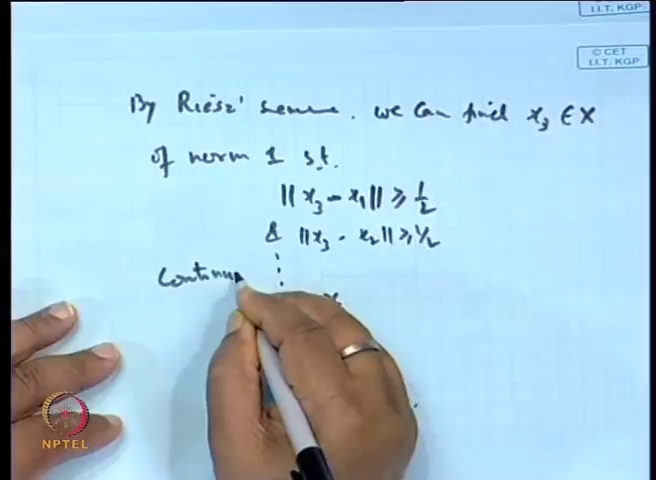 I.I.T. KGP
© CET
I.I.T. KGP
By Riesz' lemma. we can find x₃ ∈ X
of norm 1 s.t.
||x₃ - x₁|| ≥ 1/2
& ||x₃ - x₂|| ≥ 1/2
Continu
NPTEL